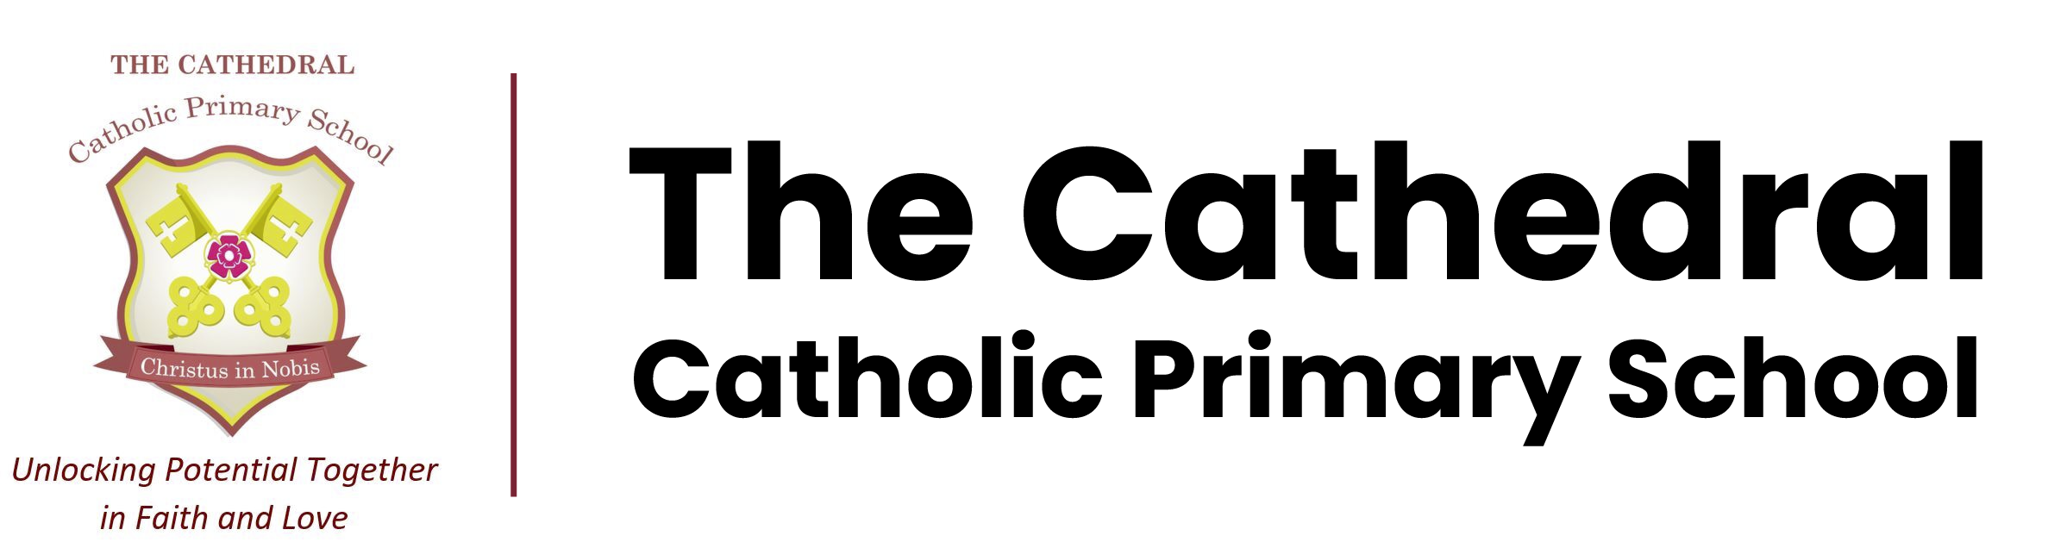 THE CATHEDRAL
Catholic Primary School
Christus in Nobis
Unlocking Potential Together
in Faith and Love
The Cathedral
Catholic Primary School